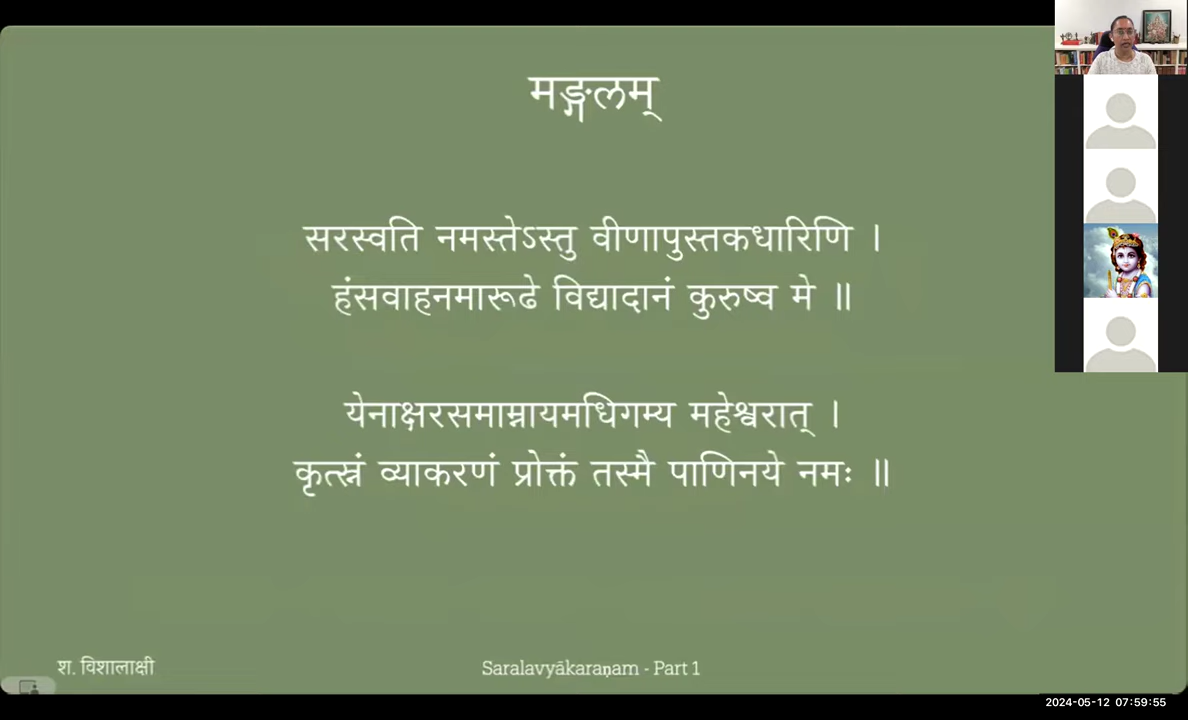 मङ्गलम्
सरस्वति नमस्तेऽस्तु वीणापुस्तकधारिणि ।
हंसवाहनमारूढे विद्यादानं कुरुष्व मे ॥
येनाक्षरसमाम्नायमधिगम्य महेश्वरात् ।
कृत्स्नं व्याकरणं प्रोक्तं तस्मै पाणिनये नमः ॥
श. विशालाक्षी
Saralavyākaraṇam - Part 1
2024-05-12 07:59:55